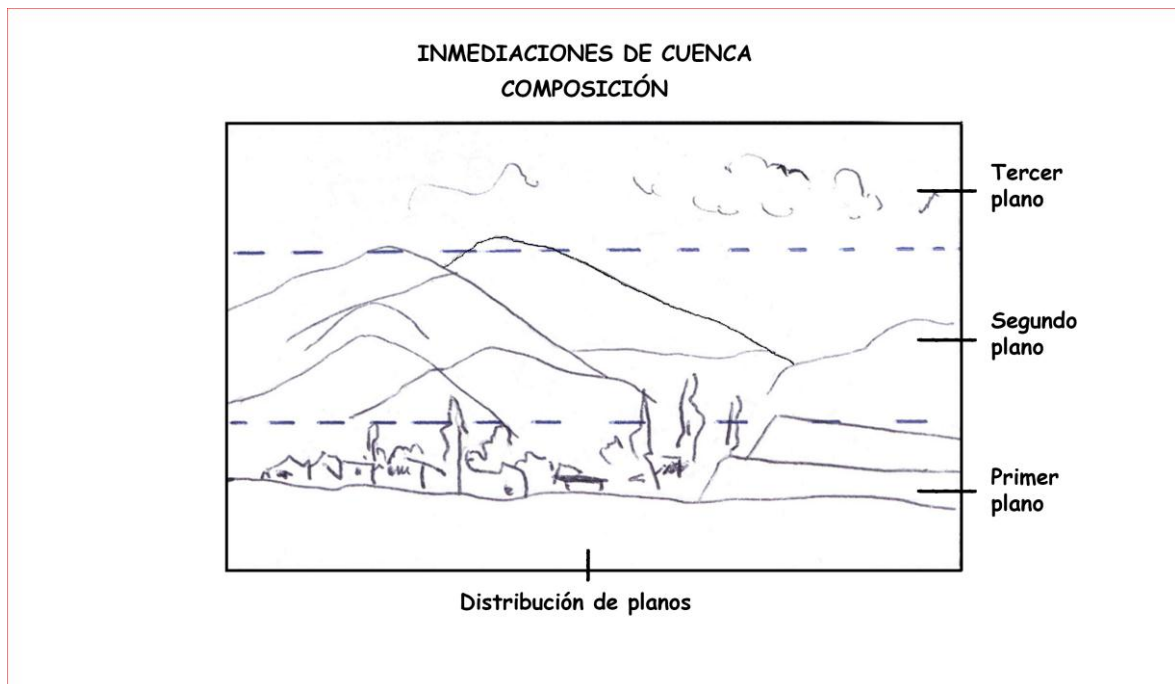 INMEDIACIONES DE CUENCA
COMPOSICIÓN
Tercer
plano
Segundo
plano
Primer
plano
Distribución de planos